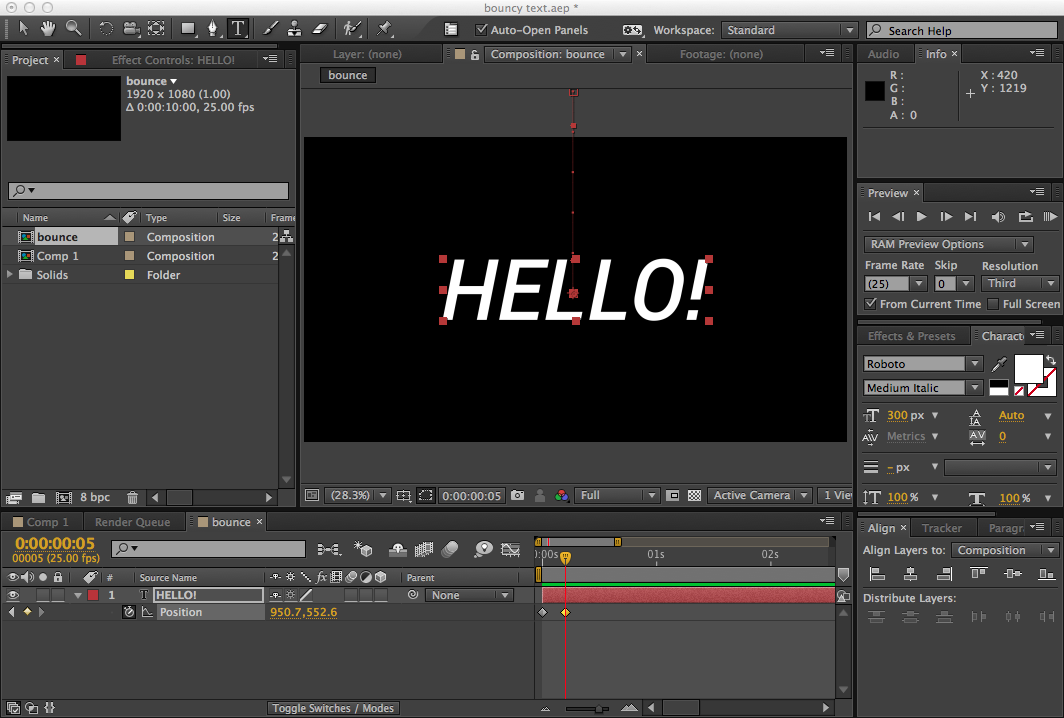 bouncy text.aep *
Auto-Open Panels
Workspace: Standard
Search Help
Project ×
Effect Controls: HELLO!
bounce
1920 x 1080 (1.00)
Δ 0:00:10:00, 25.00 fps
Name Type Size Frame
bounce Composition 2
Comp 1 Composition 2
Solids Folder
8 bpc
Layer: (none)
Composition: bounce ×
Footage: (none)
bounce
HELLO!
(28.3%) 0:00:00:05 Full Active Camera 1 Vie
Audio Info ×
R :
G :
B :
A : 0
X : 420
Y : 1219
Preview ×
RAM Preview Options
Frame Rate Skip Resolution
(25) 0 Third
From Current Time Full Screen
Effects & Presets Charact
Roboto
Medium Italic
300 px Auto
Metrics 0
– px
100 % 100 %
Comp 1 Render Queue bounce ×
0:00:00:05
00005 (25.00 fps)
# Source Name Parent
1 T HELLO! None
Position 950.7,552.6
0:00s 01s 02s
Toggle Switches / Modes
Align × Tracker Paragr
Align Layers to: Composition
Distribute Layers: